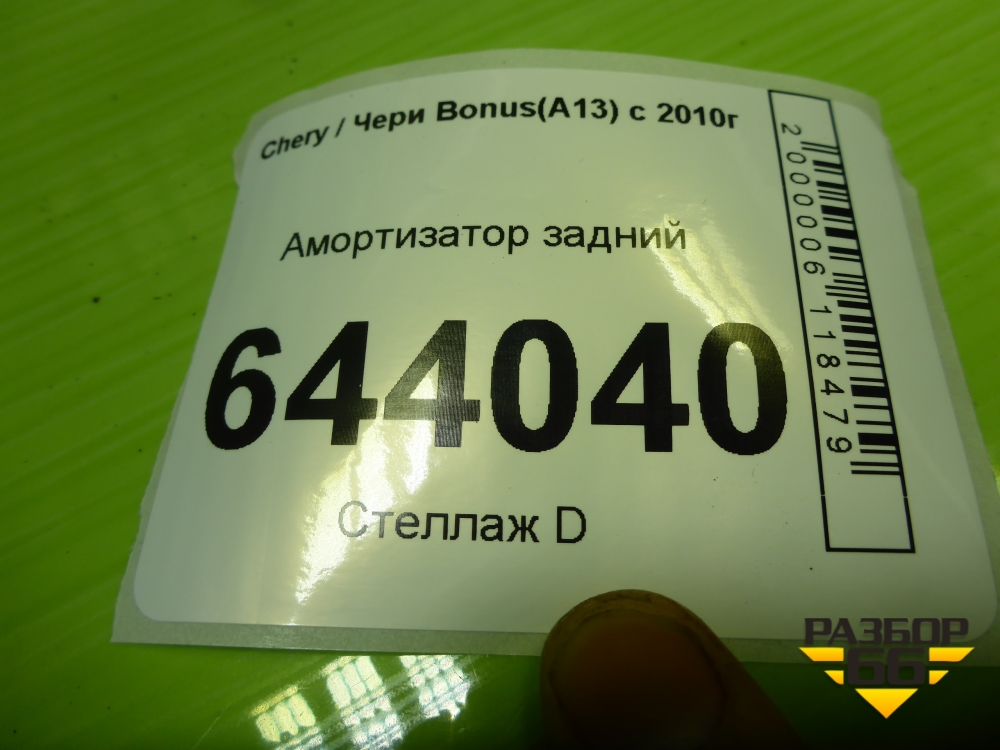 Chery / Чери Bonus(A13) с 2010г
Амортизатор задний
644040
Стеллаж D
2000006118479
РАЗБОР
66